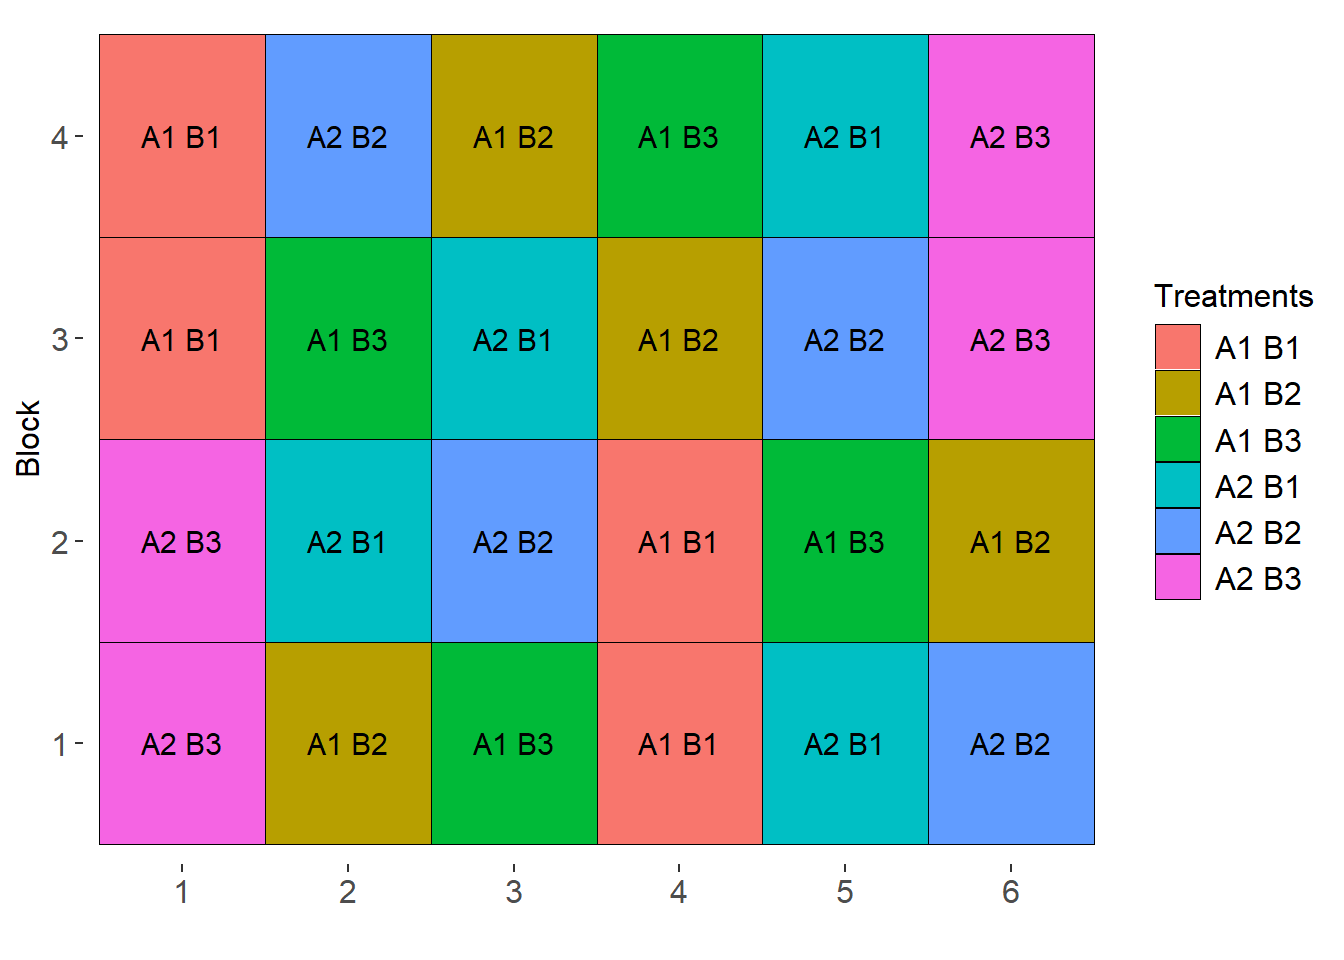 4
A1 B1 A2 B2 A1 B2 A1 B3 A2 B1 A2 B3
3
A1 B1 A1 B3 A2 B1 A1 B2 A2 B2 A2 B3
2
A2 B3 A2 B1 A2 B2 A1 B1 A1 B3 A1 B2
1
A2 B3 A1 B2 A1 B3 A1 B1 A2 B1 A2 B2
1 2 3 4 5 6
Block
Treatments
A1 B1
A1 B2
A1 B3
A2 B1
A2 B2
A2 B3